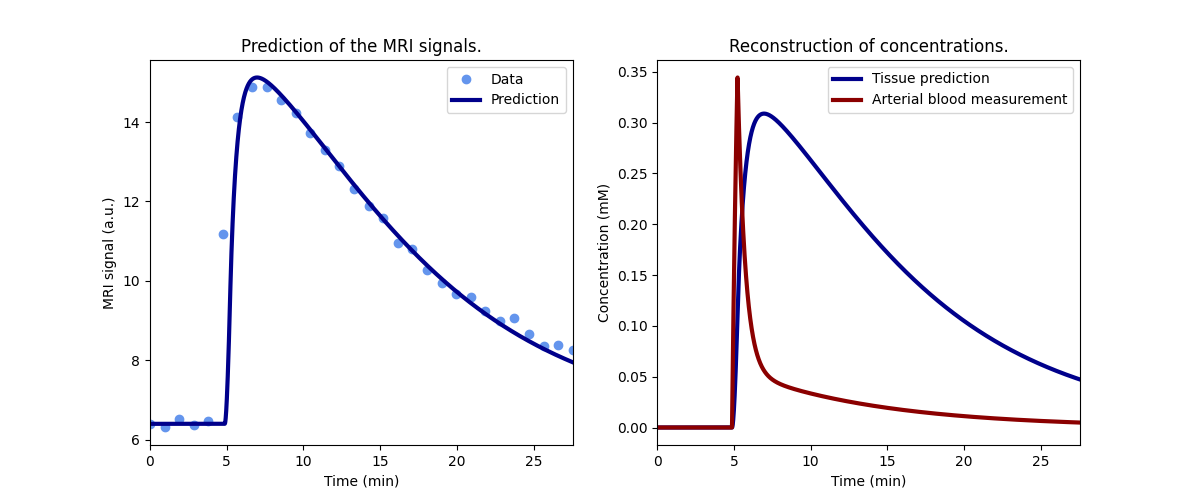 Prediction of the MRI signals.
MRI signal (a.u.)
14
12
10
8
6
0
5
10
15
20
25
Time (min)
Data
Prediction
Reconstruction of concentrations.
Concentration (mM)
0.35
0.30
0.25
0.20
0.15
0.10
0.05
0.00
0
5
10
15
20
25
Time (min)
Tissue prediction
Arterial blood measurement